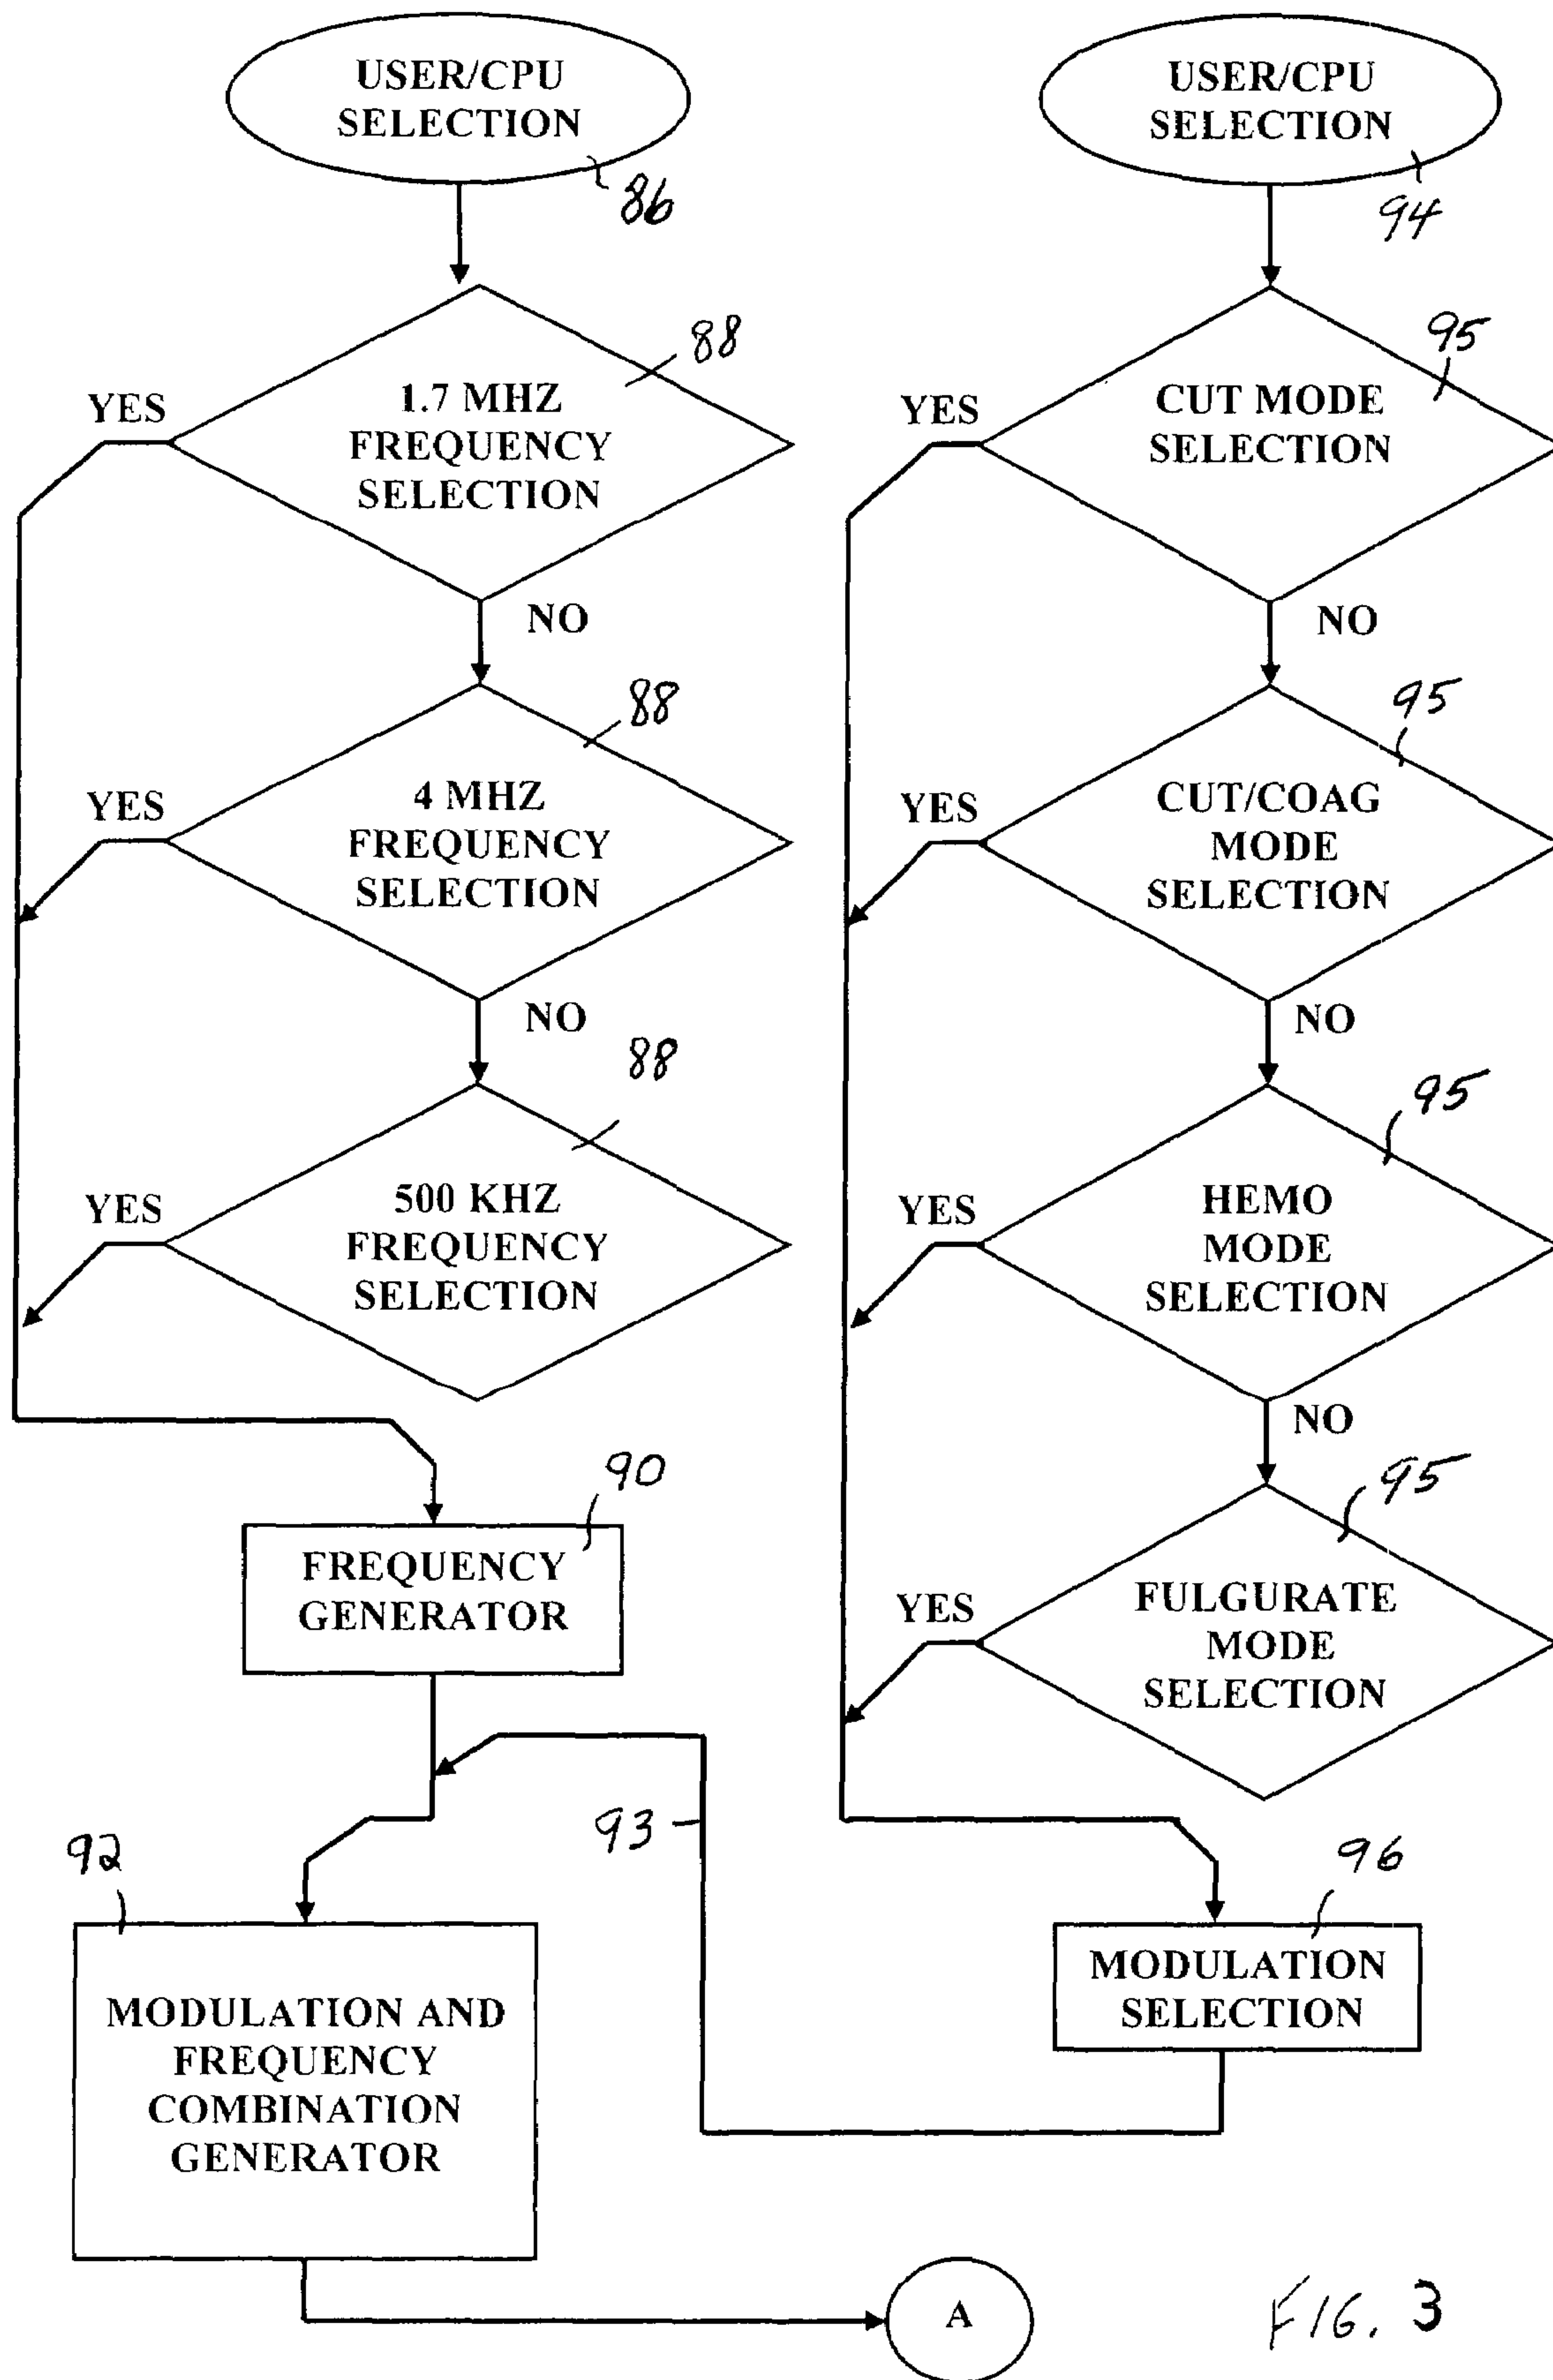 USER/CPU
SELECTION
86
1.7 MHZ
FREQUENCY
SELECTION
88
YES
NO
4 MHZ
FREQUENCY
SELECTION
88
YES
NO
500 KHZ
FREQUENCY
SELECTION
88
YES
FREQUENCY
GENERATOR
90
MODULATION AND
FREQUENCY
COMBINATION
GENERATOR
92
93
USER/CPU
SELECTION
94
CUT MODE
SELECTION
95
YES
NO
CUT/COAG
MODE
SELECTION
95
YES
NO
HEMO
MODE
SELECTION
95
YES
NO
FULGURATE
MODE
SELECTION
95
YES
MODULATION
SELECTION
96
A
FIG. 3